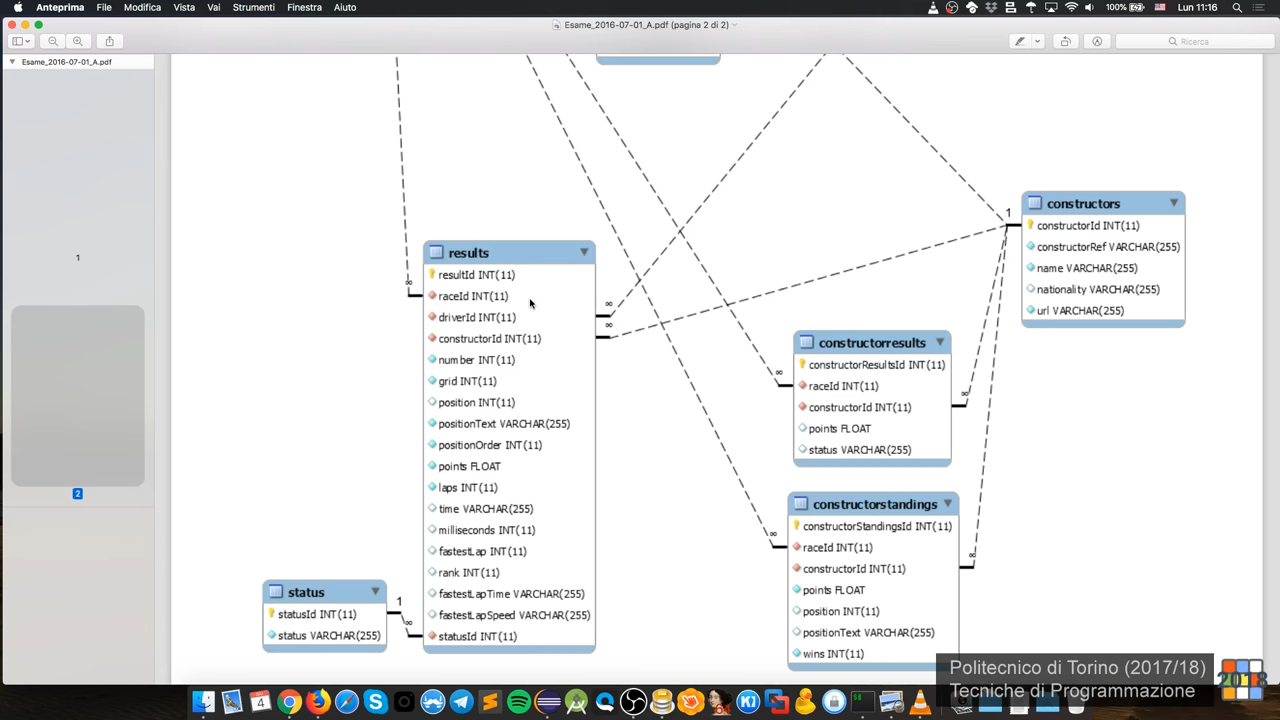 Anteprima File Modifica Vista Vai Strumenti Finestra Aiuto 100% Lun 11:16
Esame_2016-07-01_A.pdf (pagina 2 di 2)
Ricerca
Esame_2016-07-01_A.pdf
1
2
1
constructors
constructorId INT(11)
constructorRef VARCHAR(255)
name VARCHAR(255)
nationality VARCHAR(255)
url VARCHAR(255)
results
resultId INT(11)
∞
raceId INT(11)
∞
driverId INT(11)
∞
constructorId INT(11)
number INT(11)
grid INT(11)
position INT(11)
positionText VARCHAR(255)
positionOrder INT(11)
points FLOAT
laps INT(11)
time VARCHAR(255)
milliseconds INT(11)
fastestLap INT(11)
rank INT(11)
fastestLapTime VARCHAR(255)
fastestLapSpeed VARCHAR(255)
statusId INT(11)
constructorresults
constructorResultsId INT(11)
∞
raceId INT(11)
∞
constructorId INT(11)
points FLOAT
status VARCHAR(255)
constructorstandings
constructorStandingsId INT(11)
∞
raceId INT(11)
∞
constructorId INT(11)
points FLOAT
position INT(11)
positionText VARCHAR(255)
wins INT(11)
status
1
statusId INT(11)
∞
status VARCHAR(255)
Politecnico di Torino (2017/18)
Tecniche di Programmazione
2018